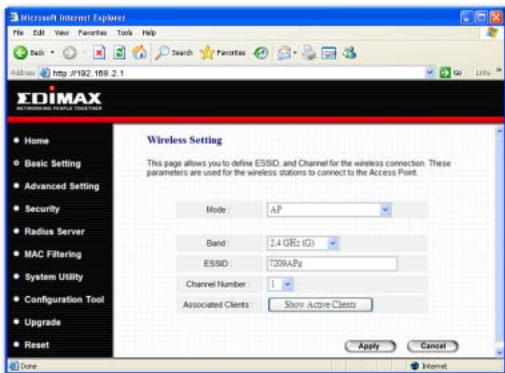 Microsoft Internet Explorer
File Edit View Favorites Tools Help
Back Search Favorites
Address http://192.168.2.1 Go Links »
EDIMAX
NETWORKING PEOPLE TOGETHER
Home
Basic Setting
Advanced Setting
Security
Radius Server
MAC Filtering
System Utility
Configuration Tool
Upgrade
Reset
Wireless Setting
This page allows you to define ESSID, and Channel for the wireless connection. These
parameters are used for the wireless stations to connect to the Access Point.
Mode : AP
Band : 2.4 GHz (G)
ESSID : 7209APg
Channel Number : 1
Associated Clients : Show Active Clients
Apply Cancel
Done Internet